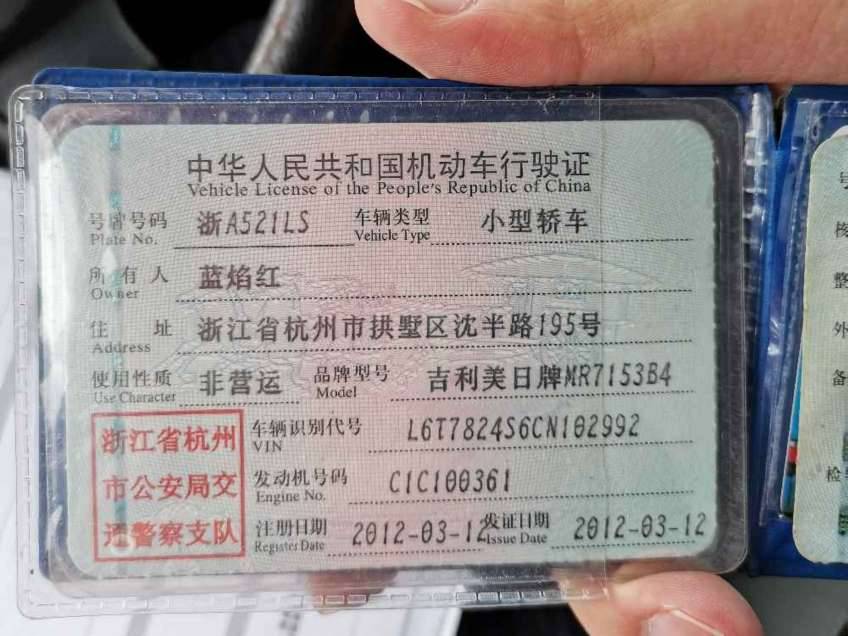 中华人民共和国机动车行驶证
Vehicle License of the People's Republic of China
号牌号码 浙A521LS 车辆类型 小型轿车
Plate No. Vehicle Type
所有人 蓝焰红
Owner
住址 浙江省杭州市拱墅区沈半路195号
Address
使用性质 非营运 品牌型号 吉利美日牌MR7153B4
Use Character Model
浙江省杭州 车辆识别代号 L6T7824S6CN102992
VIN
市公安局交 发动机号码 C1C100361
Engine No.
通警察支队 注册日期 2012-03-12 发证日期 2012-03-12
Register Date Issue Date
号
核
整
外
备
检